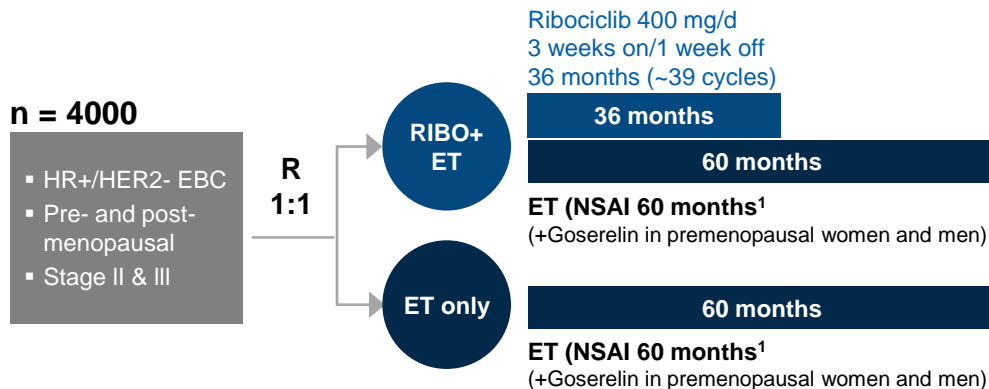 n = 4000
▪ HR+/HER2- EBC
▪ Pre- and post-
menopausal
▪ Stage II & III
R
1:1
RIBO+
ET
Ribociclib 400 mg/d
3 weeks on/1 week off
36 months (~39 cycles)
36 months
60 months
ET (NSAI 60 months¹
(+Goserelin in premenopausal women and men)
ET only
60 months
ET (NSAI 60 months¹
(+Goserelin in premenopausal women and men)